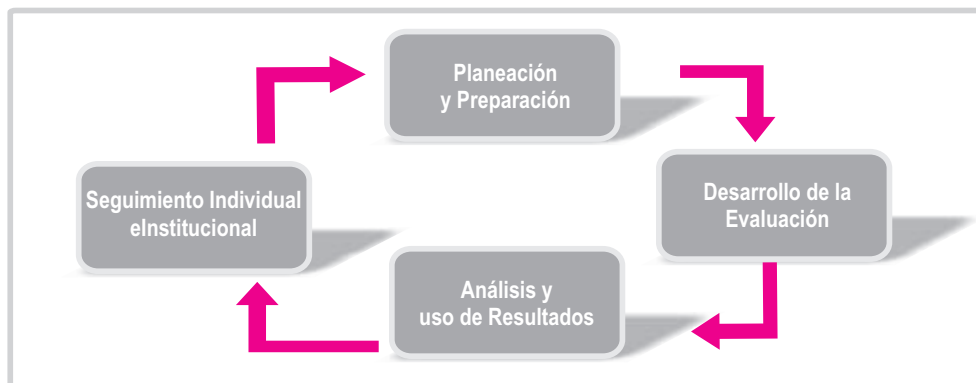 Planeación
y Preparación
Desarrollo de la
Evaluación
Análisis y
uso de Resultados
Seguimiento Individual
eInstitucional